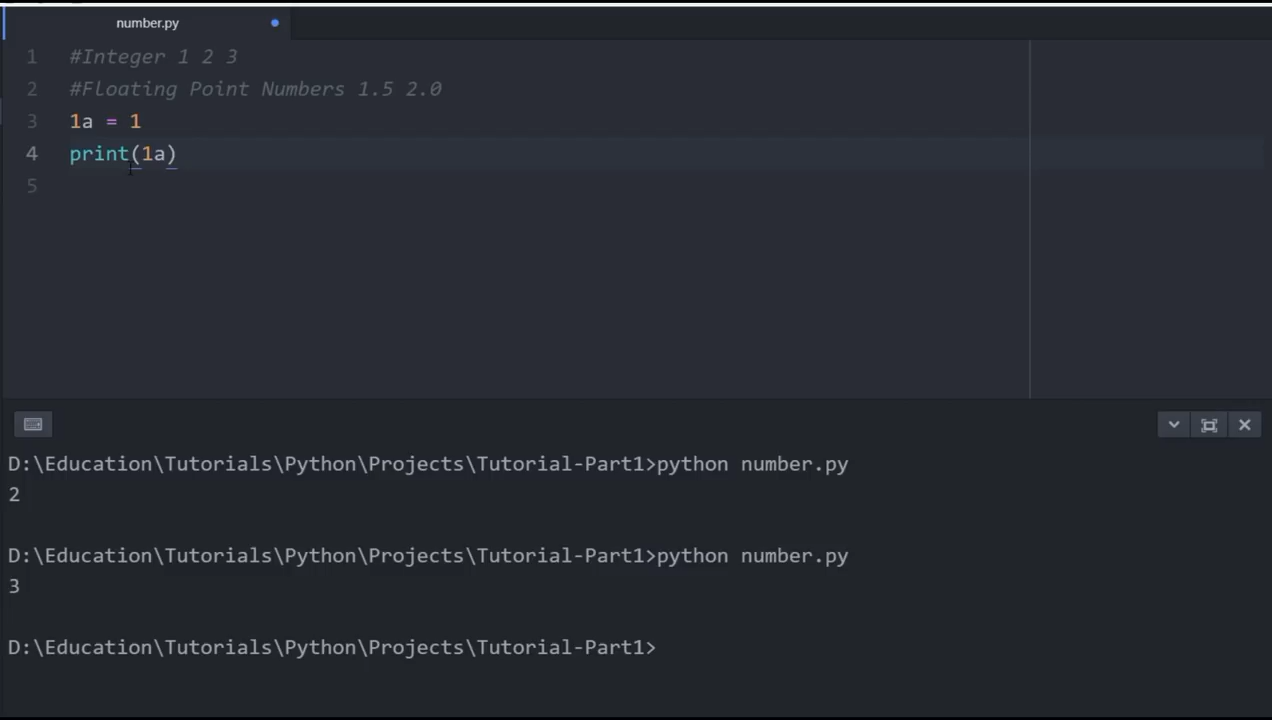 number.py
1 #Integer 1 2 3
2 #Floating Point Numbers 1.5 2.0
3 1a = 1
4 print(1a)
5
D:\Education\Tutorials\Python\Projects\Tutorial-Part1>python number.py
2
D:\Education\Tutorials\Python\Projects\Tutorial-Part1>python number.py
3
D:\Education\Tutorials\Python\Projects\Tutorial-Part1>